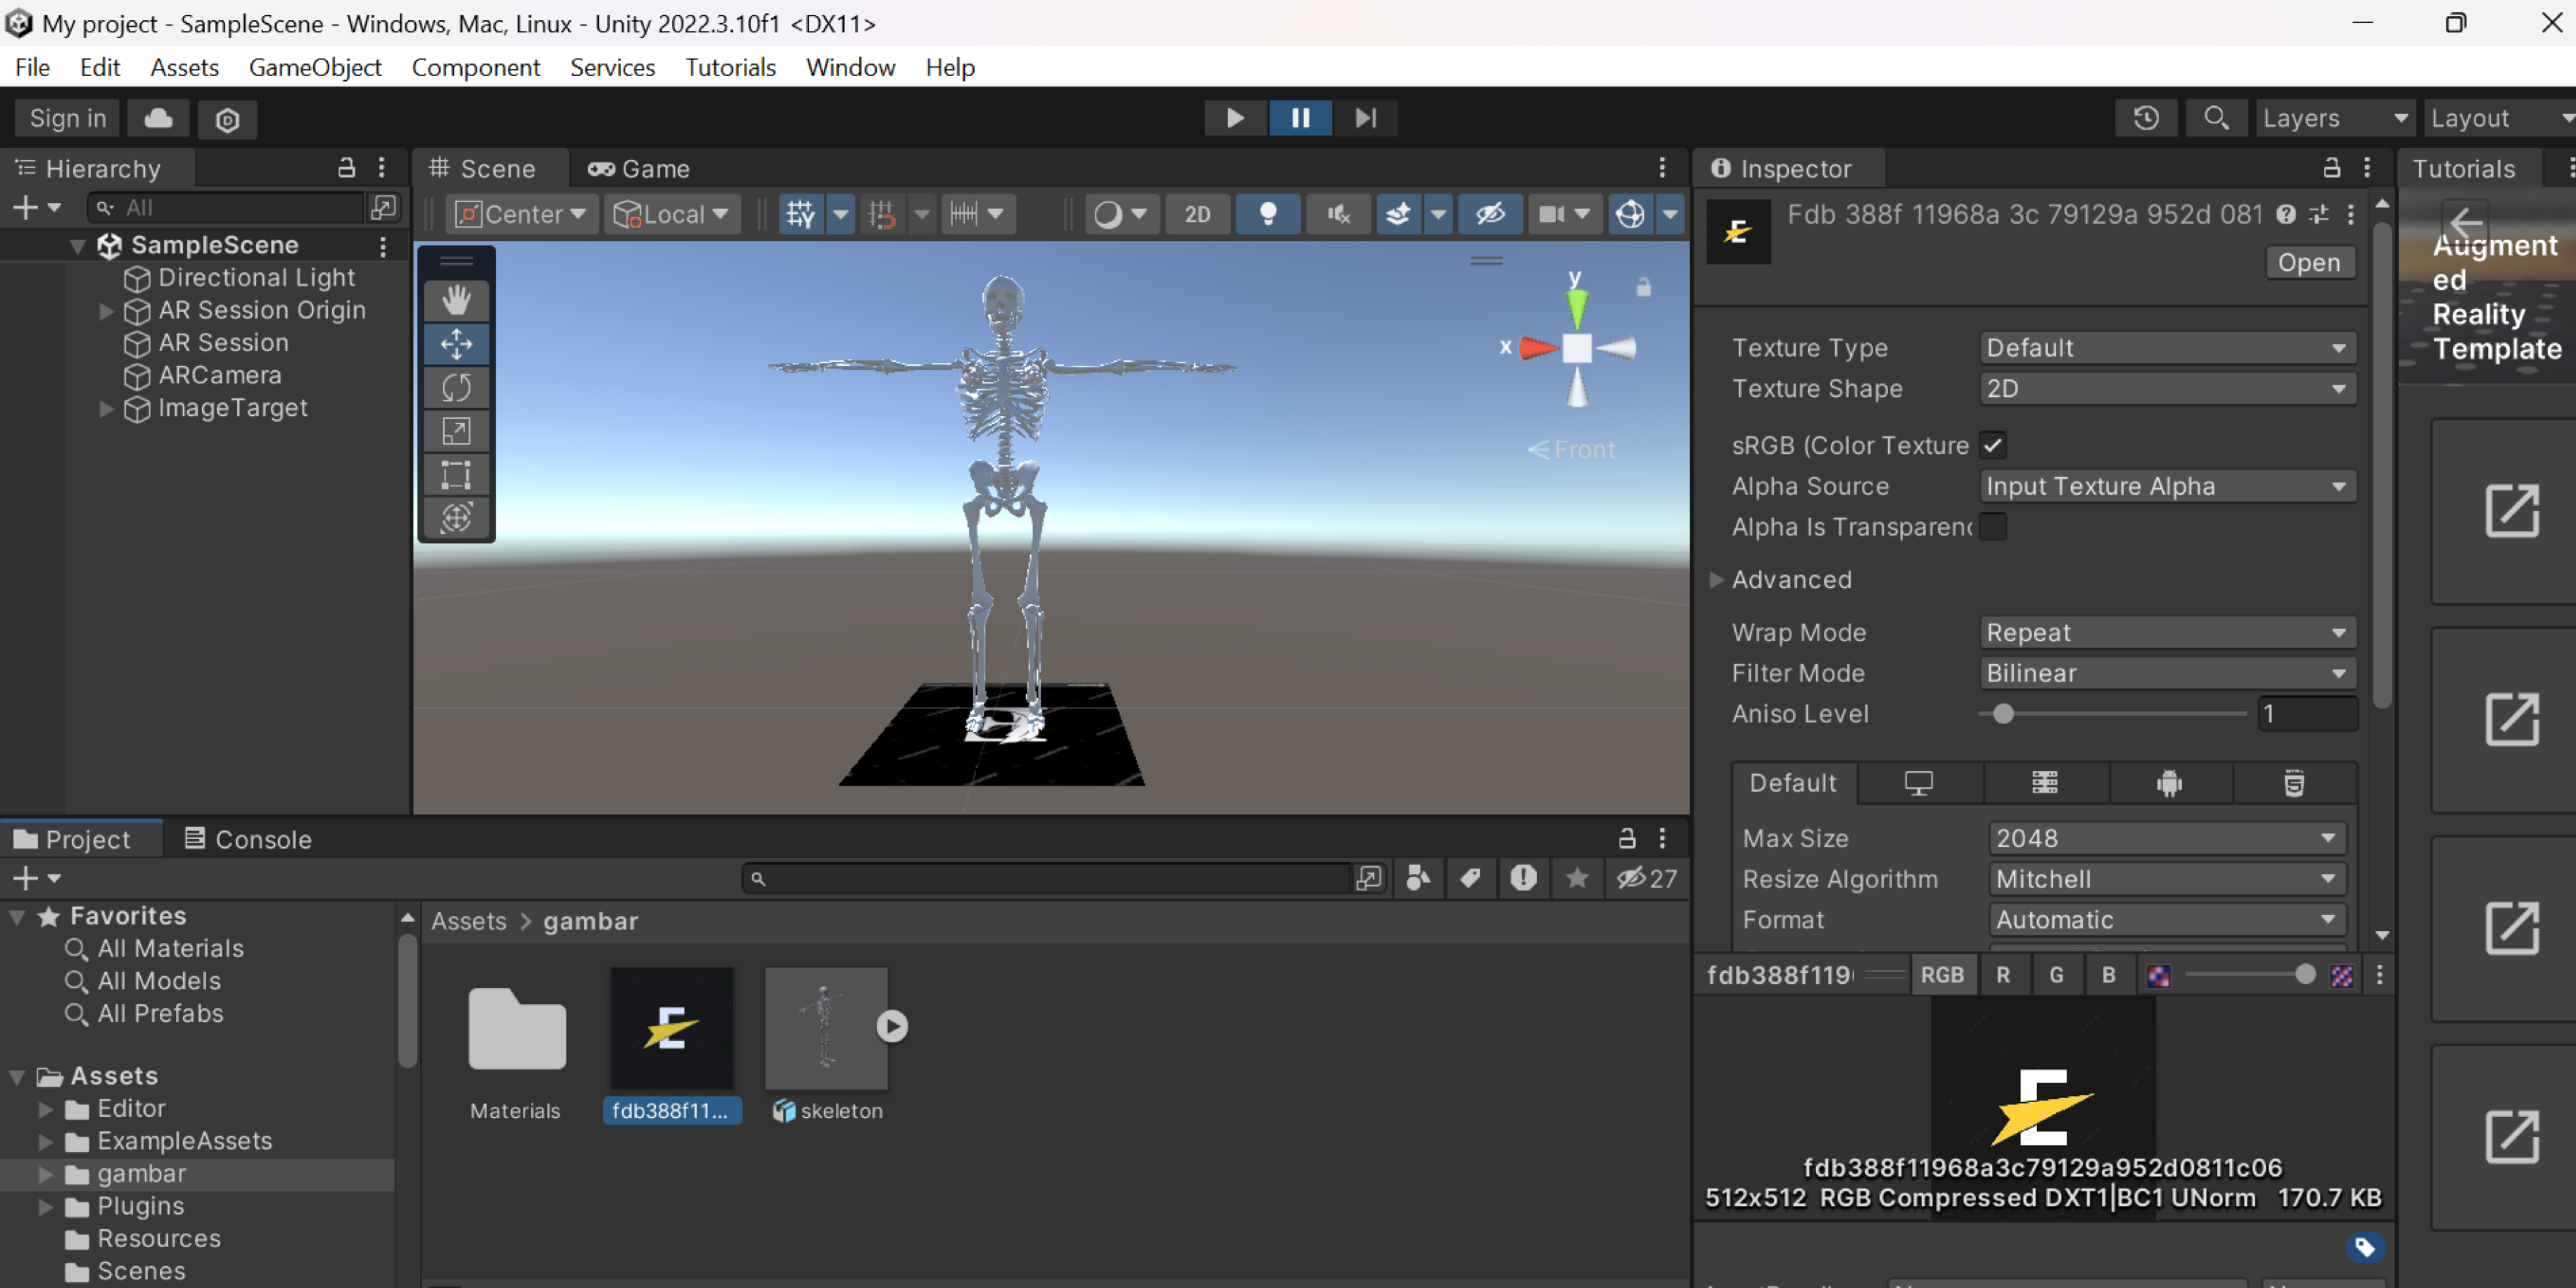 My project - SampleScene - Windows, Mac, Linux - Unity 2022.3.10f1 <DX11>
File Edit Assets GameObject Component Services Tutorials Window Help
Sign in
Layers
Layout
Hierarchy
All
SampleScene
Directional Light
AR Session Origin
AR Session
ARCamera
ImageTarget
Scene
Game
Center
Local
2D
y
x
Front
Inspector
Fdb 388f 11968a 3c 79129a 952d 081
Open
Texture Type Default
Texture Shape 2D
sRGB (Color Texture
Alpha Source Input Texture Alpha
Alpha Is Transparenc
Advanced
Wrap Mode Repeat
Filter Mode Bilinear
Aniso Level 1
Default
Max Size 2048
Resize Algorithm Mitchell
Format Automatic
fdb388f119 RGB R G B
E
fdb388f11968a3c79129a952d0811c06
512x512 RGB Compressed DXT1|BC1 UNorm 170.7 KB
Tutorials
Augment
ed
Reality
Template
Project
Console
27
Favorites
All Materials
All Models
All Prefabs
Assets
Editor
ExampleAssets
gambar
Plugins
Resources
Scenes
Assets > gambar
E
Materials
fdb388f11...
skeleton